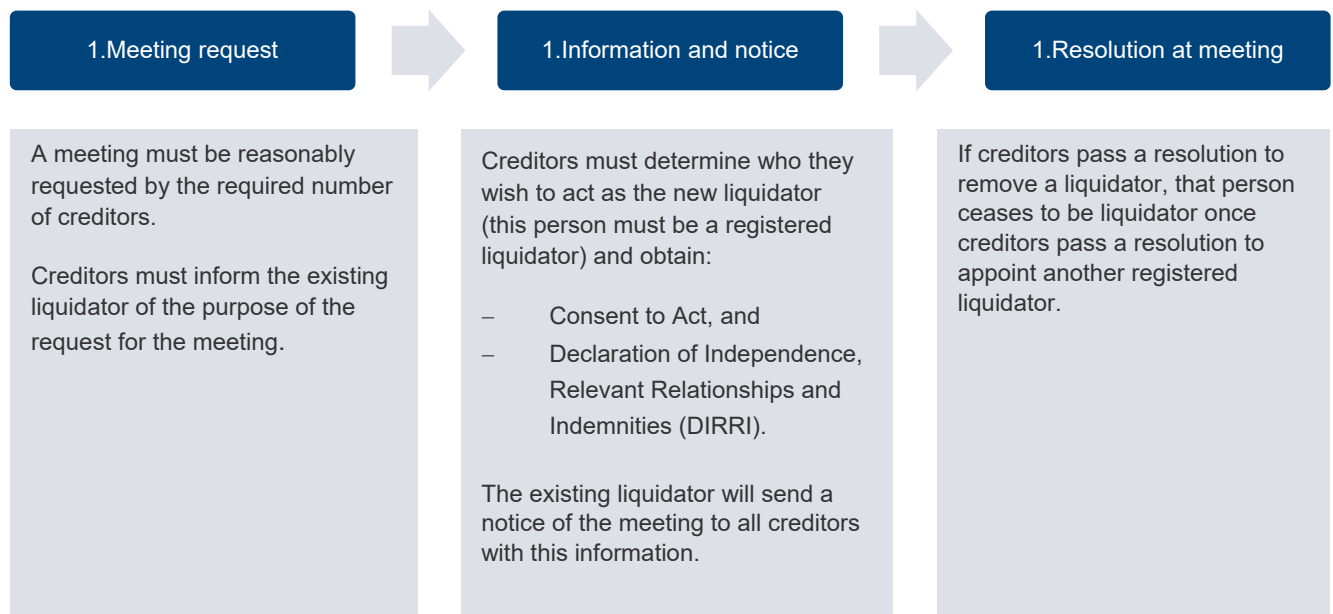 1.Meeting request
1.Information and notice
1.Resolution at meeting
A meeting must be reasonably
requested by the required number
of creditors.
Creditors must inform the existing
liquidator of the purpose of the
request for the meeting.
Creditors must determine who they
wish to act as the new liquidator
(this person must be a registered
liquidator) and obtain:
– Consent to Act, and
– Declaration of Independence,
Relevant Relationships and
Indemnities (DIRRI).
The existing liquidator will send a
notice of the meeting to all creditors
with this information.
If creditors pass a resolution to
remove a liquidator, that person
ceases to be liquidator once
creditors pass a resolution to
appoint another registered
liquidator.